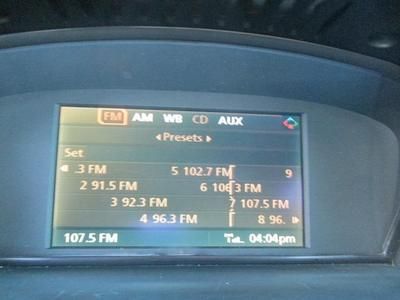 FM AM WB CD AUX
Presets
Set
.3 FM 5 102.7 FM 9
2 91.5 FM 6 106.3 FM
3 92.3 FM 7 107.5 FM
4 96.3 FM 8 96.
107.5 FM 04:04pm